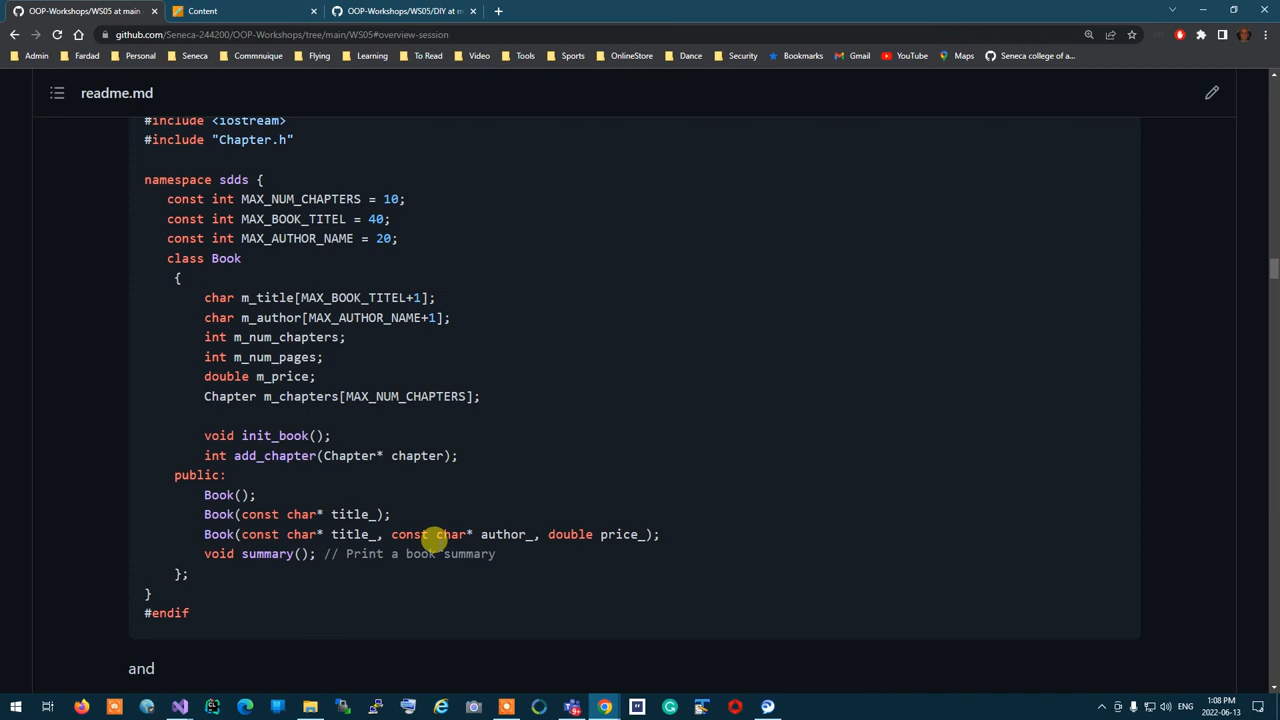 OOP-Workshops/WS05 at main
Content
OOP-Workshops/WS05/DIY at m
github.com/Seneca-244200/OOP-Workshops/tree/main/WS05#overview-session
Admin Fardad Personal Seneca Commnuique Flying Learning To Read Video Tools Sports OnlineStore Dance Security Bookmarks Gmail YouTube Maps Seneca college of a...
readme.md
#include <iostream>
#include "Chapter.h"
namespace sdds {
const int MAX_NUM_CHAPTERS = 10;
const int MAX_BOOK_TITEL = 40;
const int MAX_AUTHOR_NAME = 20;
class Book
{
char m_title[MAX_BOOK_TITEL+1];
char m_author[MAX_AUTHOR_NAME+1];
int m_num_chapters;
int m_num_pages;
double m_price;
Chapter m_chapters[MAX_NUM_CHAPTERS];
void init_book();
int add_chapter(Chapter* chapter);
public:
Book();
Book(const char* title_);
Book(const char* title_, const char* author_, double price_);
void summary(); // Print a book summary
};
}
#endif
and
ENG
1:08 PM
2022-06-13